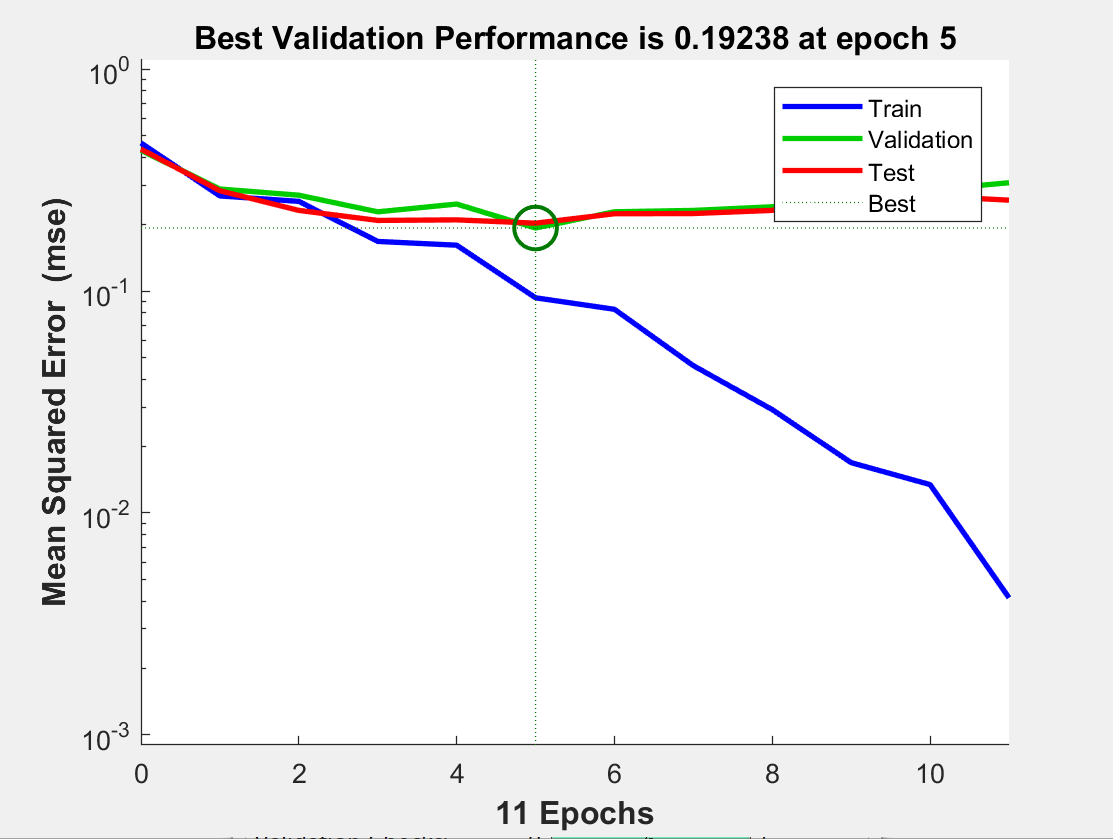 Best Validation Performance is 0.19238 at epoch 5
Mean Squared Error (mse)
10^0
10^-1
10^-2
10^-3
Train
Validation
Test
Best
0 2 4 6 8 10
11 Epochs